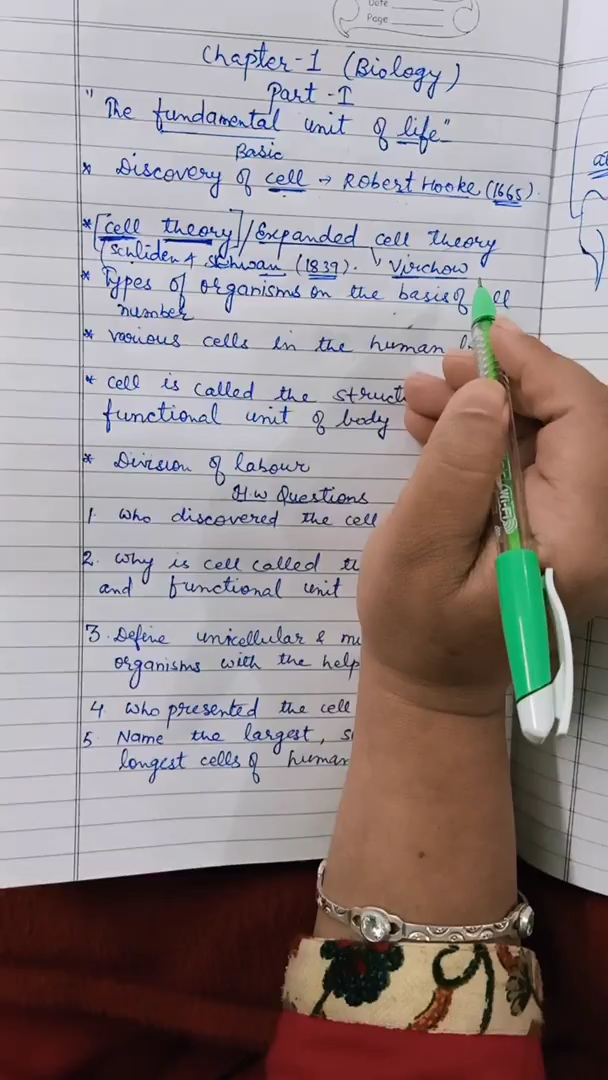 Date
Page
Chapter-1 (Biology)
Part-I
"The fundamental unit of life"
Basic
* Discovery of cell → Robert Hooke (1665).
* [cell theory]/Expanded cell theory
(Schliden & Schwan (1839). Virchow
* Types of organisms on the basis of cell
number
* various cells in the human
* cell is called the struct
functional unit of body
* Division of labour
H.W Questions
1. who discovered the cell
2. why is cell called
and functional unit
3. Define unicellular &
organisms with the help
4 who presented the cell
5. Name the largest,
longest cells of human